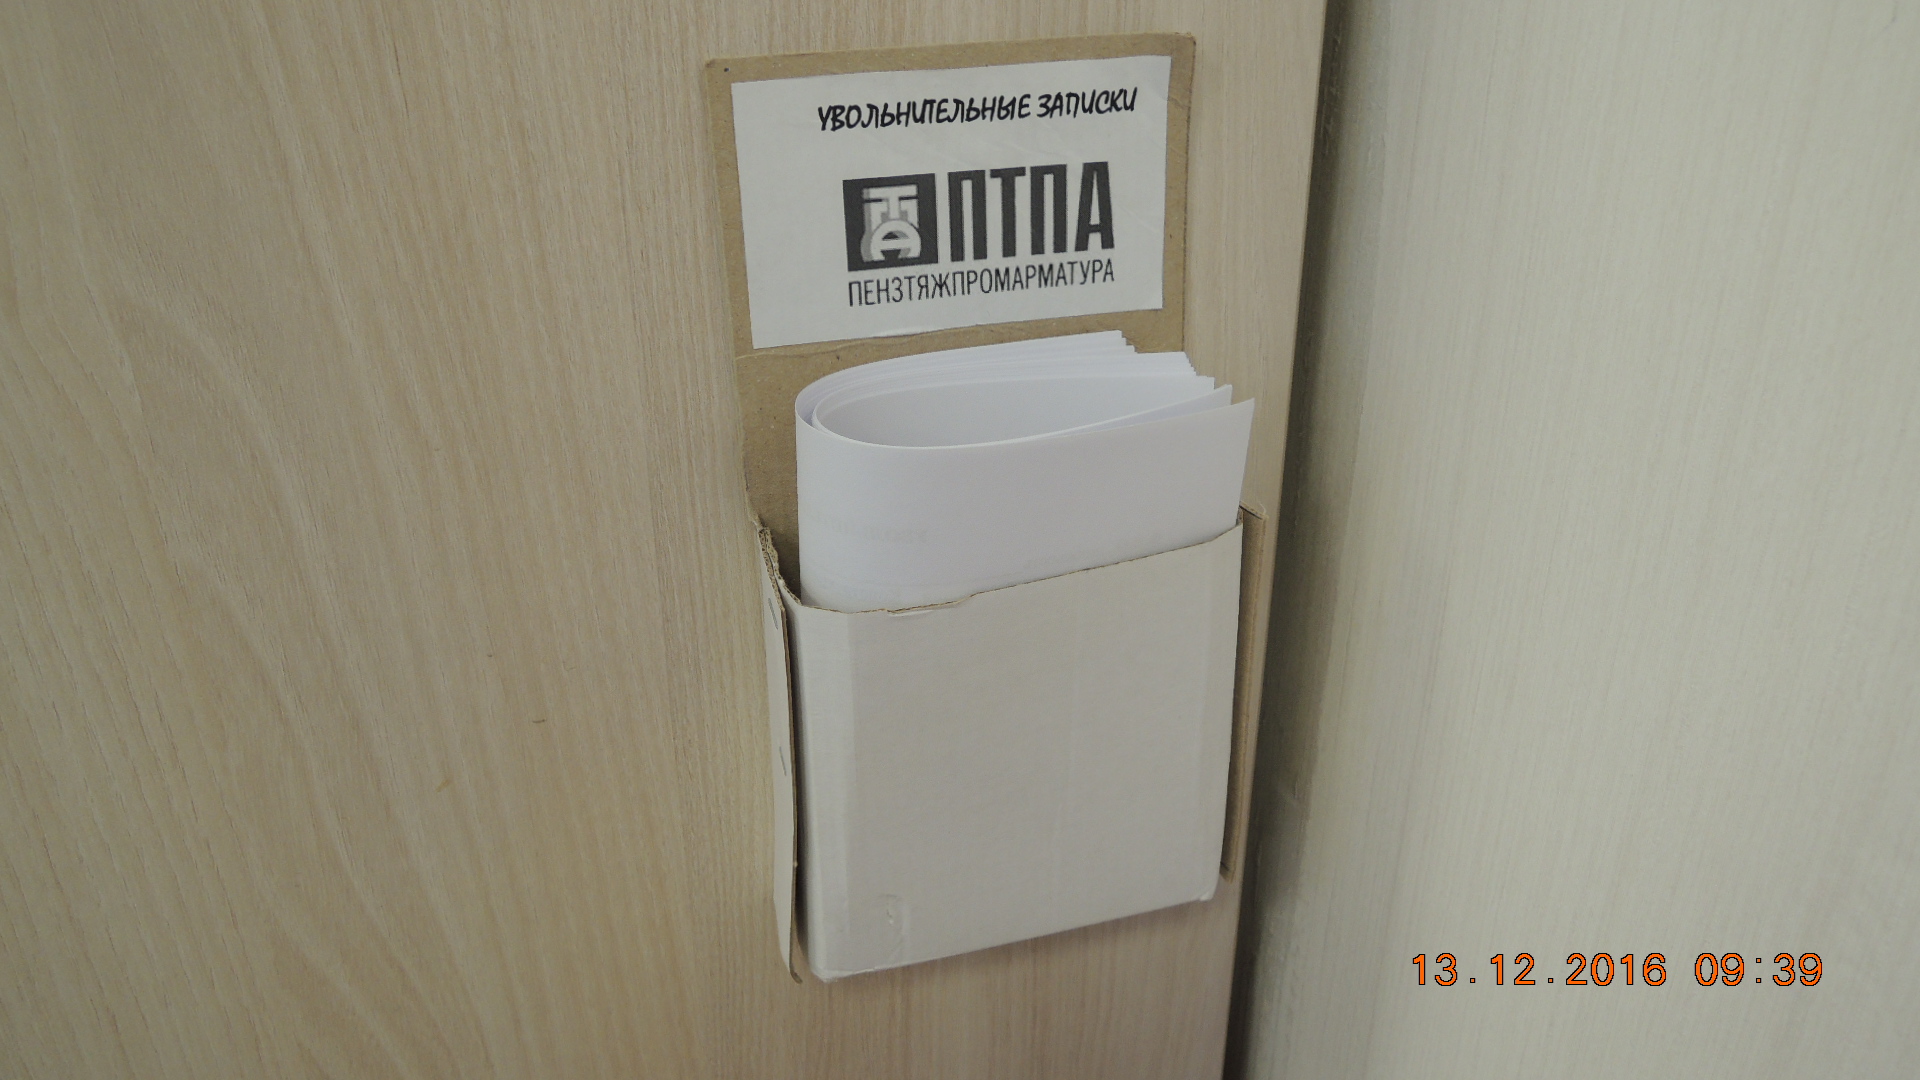 УВОЛЬНИТЕЛЬНЫЕ ЗАПИСКИ
ПТПА
ПЕНЗТЯЖПРОМАРМАТУРА
13.12.2016 09:39